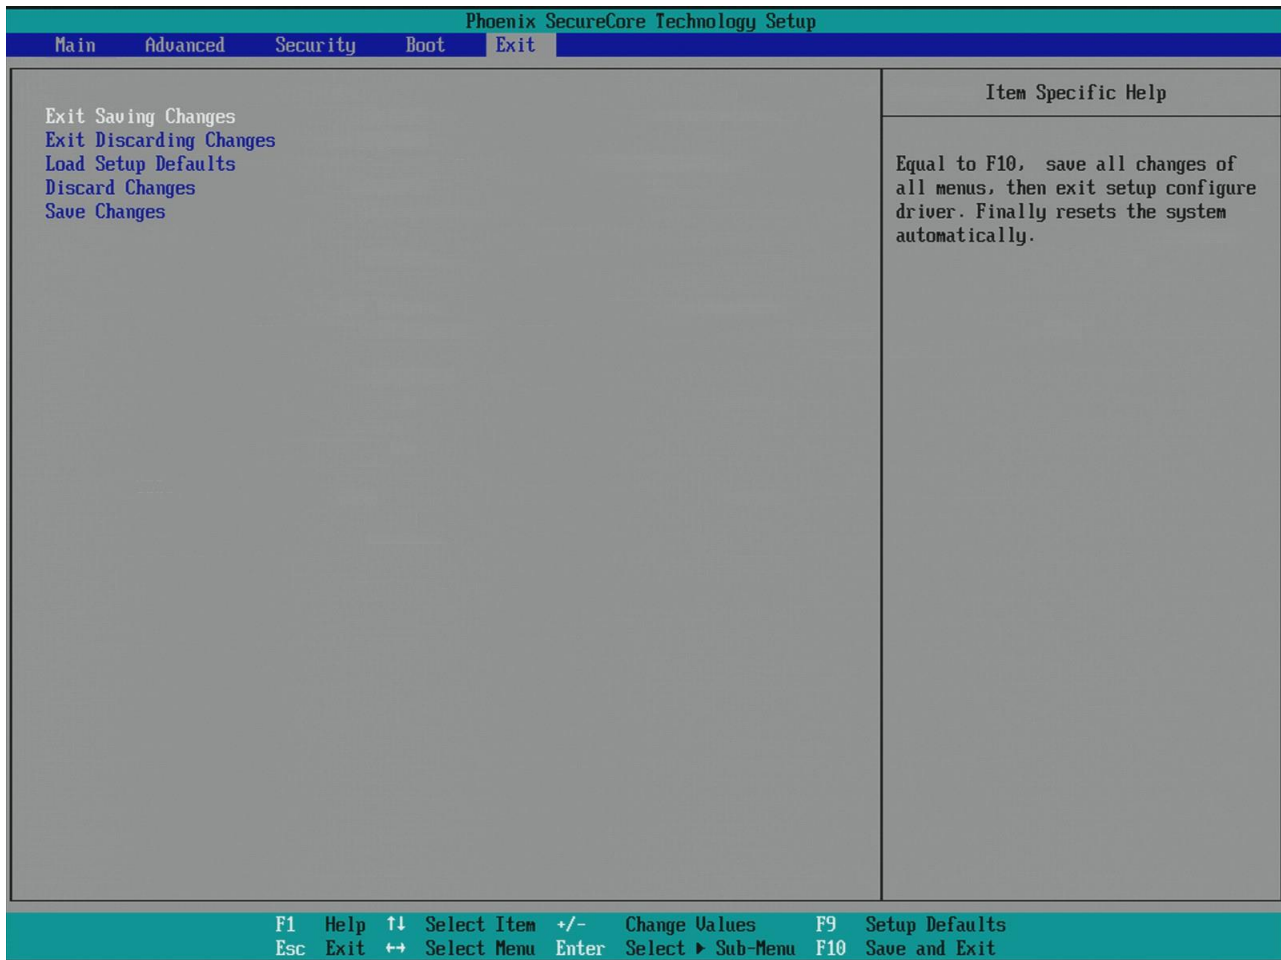 Phoenix SecureCore Technology Setup
Main Advanced Security Boot Exit
Exit Saving Changes
Exit Discarding Changes
Load Setup Defaults
Discard Changes
Save Changes
Item Specific Help
Equal to F10, save all changes of
all menus, then exit setup configure
driver. Finally resets the system
automatically.
F1 Help ↑↓ Select Item +/- Change Values F9 Setup Defaults
Esc Exit ←→ Select Menu Enter Select ▶ Sub-Menu F10 Save and Exit